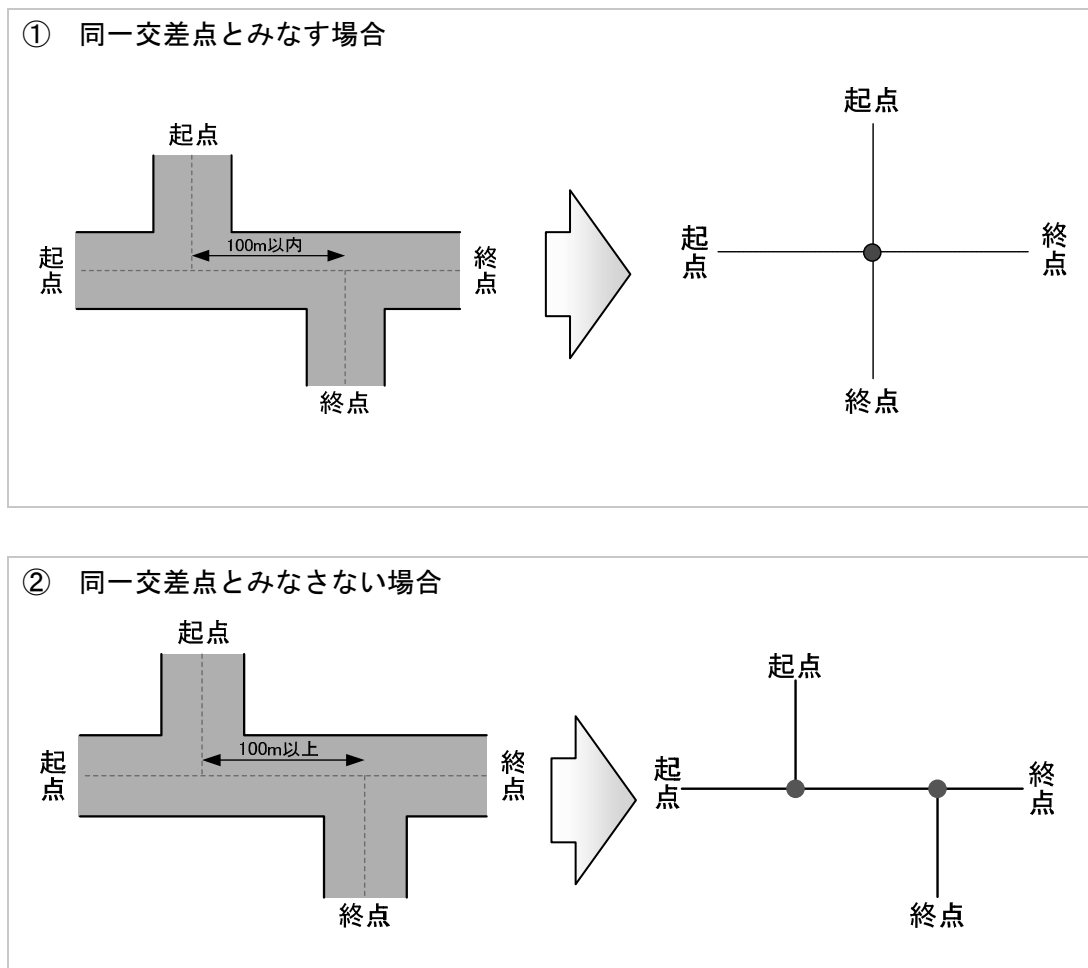 ① 同一交差点とみなす場合
起点
起点
100m以内
終点
終点
起点
起点
終点
終点
② 同一交差点とみなさない場合
起点
起点
100m以上
終点
終点
起点
起点
終点
終点